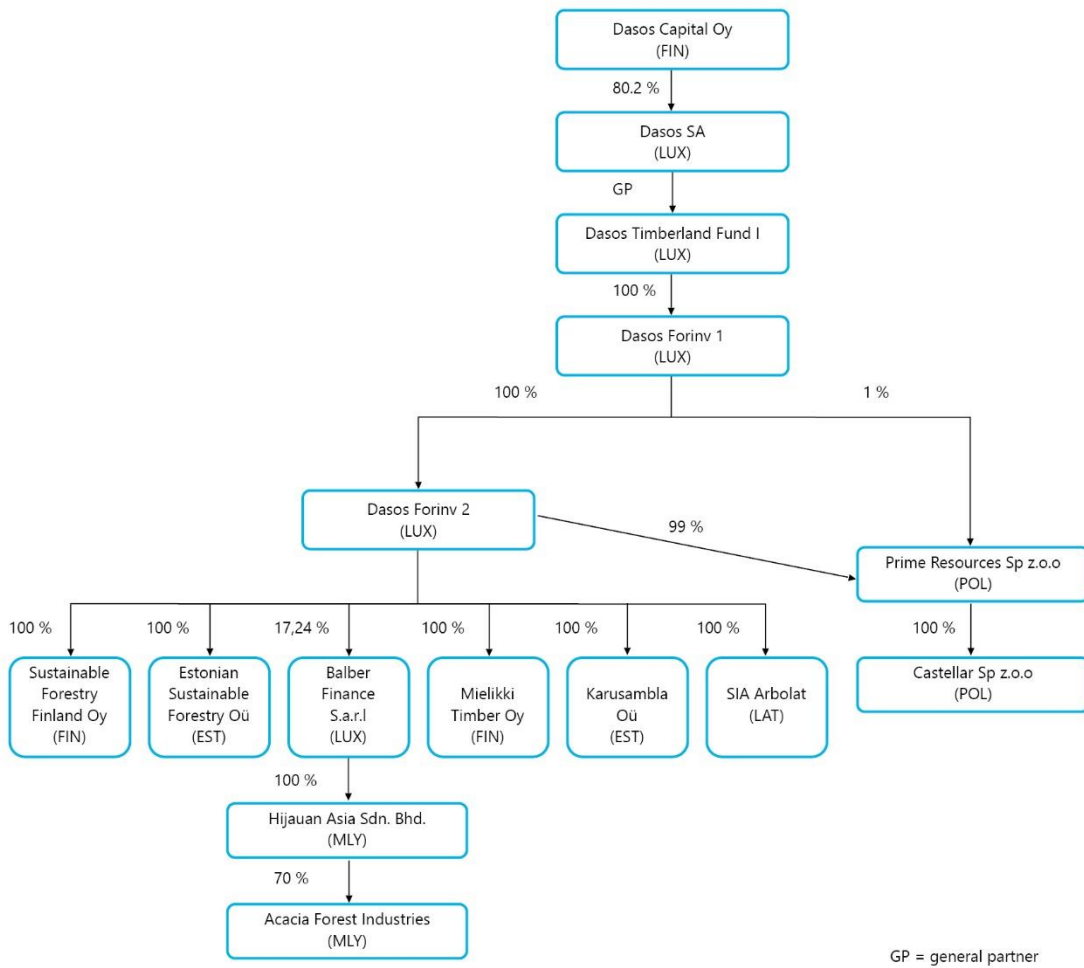 Dasos Capital Oy
(FIN)
80.2 %
Dasos SA
(LUX)
GP
Dasos Timberland Fund I
(LUX)
100 %
Dasos Forinv 1
(LUX)
100 %
1 %
Dasos Forinv 2
(LUX)
99 %
Prime Resources Sp z.o.o
(POL)
100 %
100 %
17,24 %
100 %
100 %
100 %
100 %
Sustainable
Forestry
Finland Oy
(FIN)
Estonian
Sustainable
Forestry Oü
(EST)
Balber
Finance
S.a.r.l
(LUX)
Mielikki
Timber Oy
(FIN)
Karusambla
Oü
(EST)
SIA Arbolat
(LAT)
Castellar Sp z.o.o
(POL)
100 %
Hijauan Asia Sdn. Bhd.
(MLY)
70 %
Acacia Forest Industries
(MLY)
GP = general partner